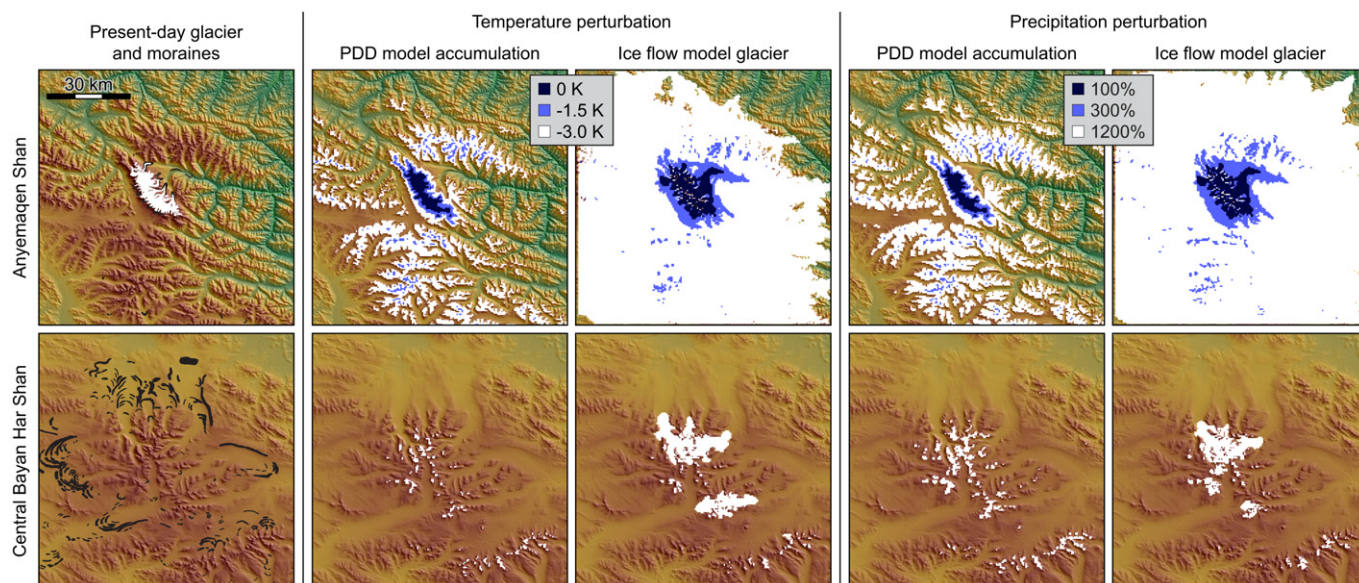 Temperature perturbation
Precipitation perturbation
Present-day glacier
and moraines
PDD model accumulation
Ice flow model glacier
PDD model accumulation
Ice flow model glacier
30 km
0 K
-1.5 K
-3.0 K
100%
300%
1200%
Anyemaqen Shan
Central Bayan Har Shan